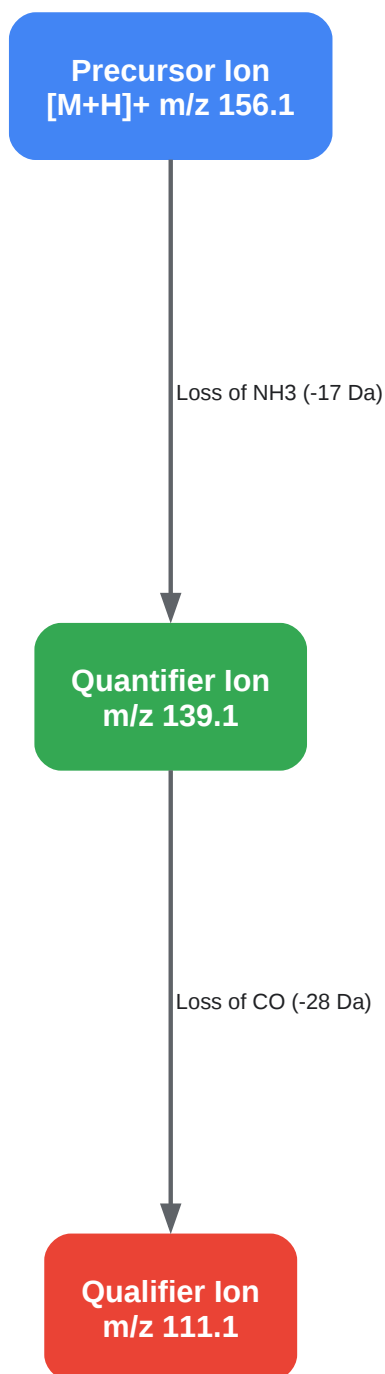 Precursor Ion
[M+H]+ m/z 156.1
Loss of NH3 (-17 Da)
Quantifier Ion
m/z 139.1
Loss of CO (-28 Da)
Qualifier Ion
m/z 111.1